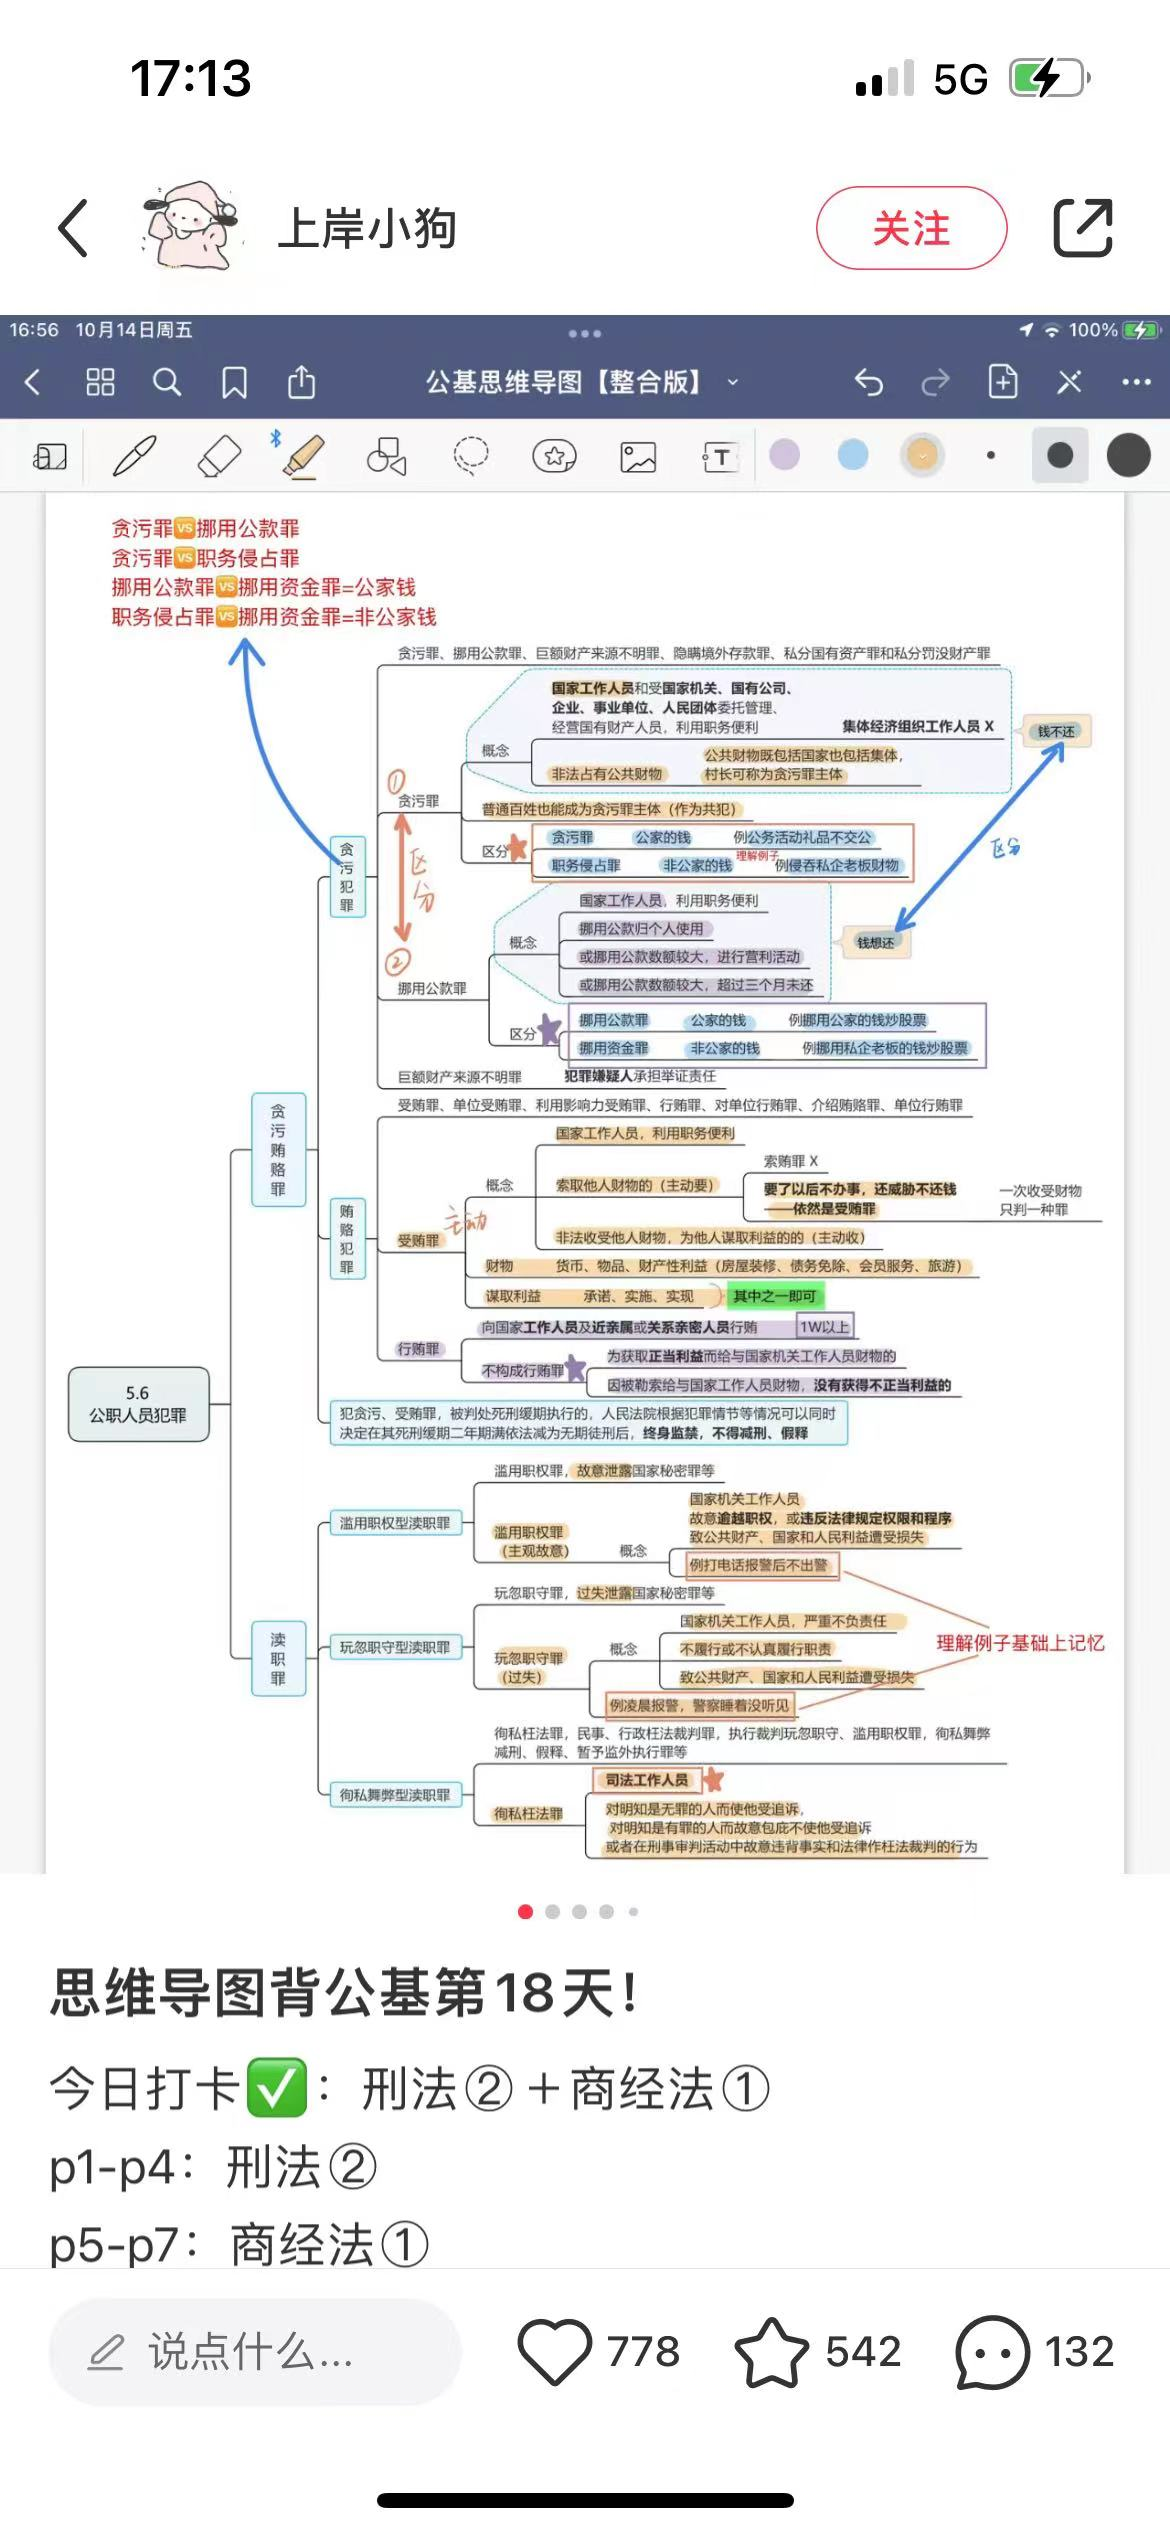 17:13
5G
上岸小狗
关注
16:56 10月14日周五
100%
公基思维导图【整合版】
贪污罪🆚挪用公款罪
贪污罪🆚职务侵占罪
挪用公款罪🆚挪用资金罪=公家钱
职务侵占罪🆚挪用资金罪=非公家钱
贪污罪、挪用公款罪、巨额财产来源不明罪、隐瞒境外存款罪、私分国有资产罪和私分罚没财产罪
国家工作人员和受国家机关、国有公司、
企业、事业单位、人民团体委托管理、
经营国有财产人员，利用职务便利
集体经济组织工作人员 X
钱不还
概念
非法占有公共财物
公共财物既包括国家也包括集体，
村长可称为贪污罪主体
①
贪污罪
普通百姓也能成为贪污罪主体（作为共犯）
区分
贪污罪 公家的钱 例公务活动礼品不交公
理解例子
职务侵占罪 非公家的钱 例侵吞私企老板财物
区分
区分
贪污犯罪
国家工作人员，利用职务便利
概念
挪用公款归个人使用
或挪用公款数额较大，进行营利活动
或挪用公款数额较大，超过三个月未还
钱想还
②
挪用公款罪
区分
挪用公款罪 公家的钱 例挪用公家的钱炒股票
挪用资金罪 非公家的钱 例挪用私企老板的钱炒股票
巨额财产来源不明罪 犯罪嫌疑人承担举证责任
贪污贿赂罪
受贿罪、单位受贿罪、利用影响力受贿罪、行贿罪、对单位行贿罪、介绍贿赂罪、单位行贿罪
国家工作人员，利用职务便利
概念
索取他人财物的（主动要）
索贿罪 X
要了以后不办事，还威胁不还钱
——依然是受贿罪
一次收受财物
只判一种罪
主动
贿赂犯罪
受贿罪
非法收受他人财物，为他人谋取利益的的（主动收）
财物 货币、物品、财产性利益（房屋装修、债务免除、会员服务、旅游）
谋取利益 承诺、实施、实现 其中之一即可
行贿罪
向国家工作人员及近亲属或关系亲密人员行贿 1W以上
不构成行贿罪
为获取正当利益而给与国家机关工作人员财物的
因被勒索给与国家工作人员财物，没有获得不正当利益的
5.6
公职人员犯罪
犯贪污、受贿罪，被判处死刑缓期执行的，人民法院根据犯罪情节等情况可以同时
决定在其死刑缓期二年期满依法减为无期徒刑后，终身监禁，不得减刑、假释
滥用职权罪，故意泄露国家秘密罪等
滥用职权型渎职罪
滥用职权罪
（主观故意）
概念
国家机关工作人员
故意逾越职权，或违反法律规定权限和程序
致公共财产、国家和人民利益遭受损失
例打电话报警后不出警
玩忽职守罪，过失泄露国家秘密罪等
渎职罪
玩忽职守型渎职罪
玩忽职守罪
（过失）
概念
国家机关工作人员，严重不负责任
不履行或不认真履行职责
致公共财产、国家和人民利益遭受损失
理解例子基础上记忆
例凌晨报警，警察睡着没听见
徇私枉法罪，民事、行政枉法裁判罪，执行裁判玩忽职守、滥用职权罪，徇私舞弊
减刑、假释、暂予监外执行罪等
徇私舞弊型渎职罪
徇私枉法罪
司法工作人员
对明知是无罪的人而使他受追诉，
对明知是有罪的人而故意包庇不使他受追诉
或者在刑事审判活动中故意违背事实和法律作枉法裁判的行为
思维导图背公基第18天！
今日打卡✅：刑法②＋商经法①
p1-p4：刑法②
p5-p7：商经法①
说点什么...
778
542
132